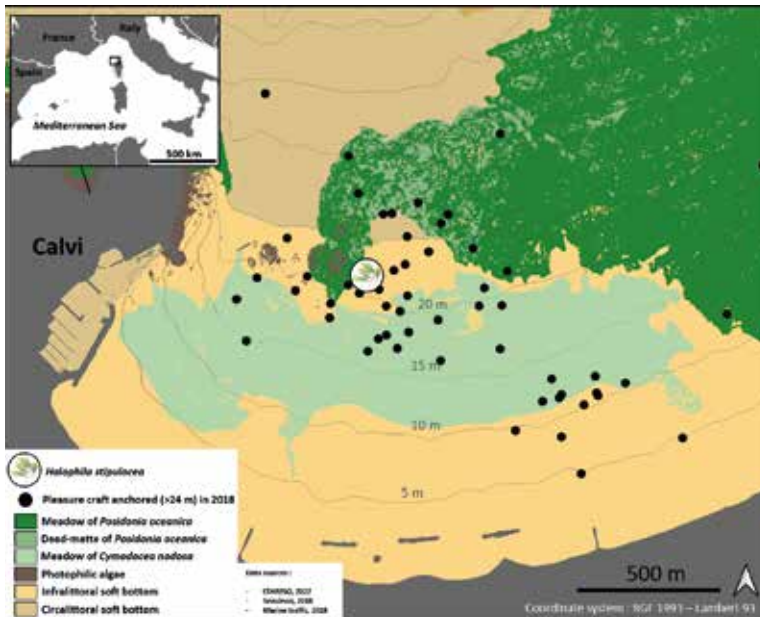 France
Italy
Spain
Mediterranean Sea
500 km
Calvi
20 m
15 m
10 m
5 m
Halophila stipulacea
Pleasure craft anchored (>24 m) in 2018
Meadow of Posidonia oceanica
Dead-matte of Posidonia oceanica
Meadow of Cymodocea nodosa
Photophilic algae
Infralittoral soft bottom
Circalittoral soft bottom
500 m
Coordinate system : RGF 1993 – Lambert 93